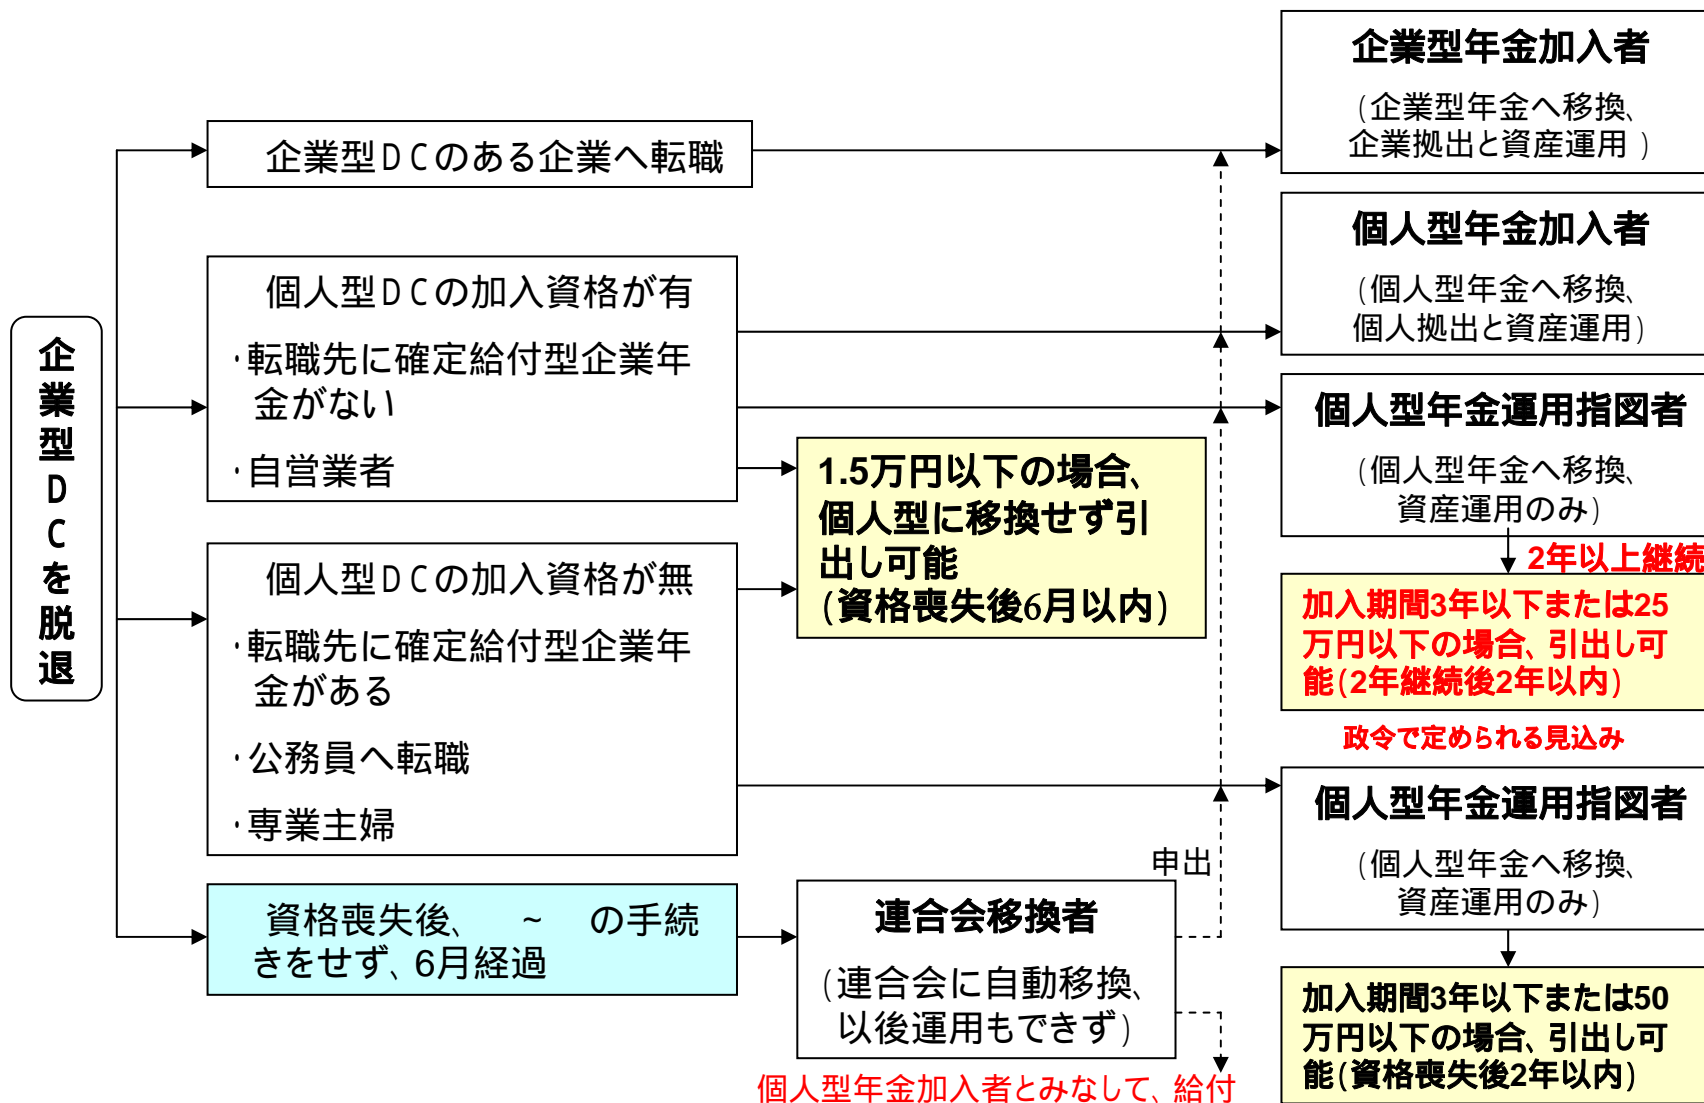 企業型DCを脱退
企業型DCのある企業へ転職
個人型DCの加入資格が有
・転職先に確定給付型企業年
金がない
・自営業者
個人型DCの加入資格が無
・転職先に確定給付型企業年
金がある
・公務員へ転職
・専業主婦
資格喪失後、 ~ の手続
きをせず、6月経過
1.5万円以下の場合、
個人型に移換せず引
出し可能
(資格喪失後6月以内)
申出
連合会移換者
(連合会に自動移換、
以後運用もできず)
個人型年金加入者とみなして、給付
企業型年金加入者
(企業型年金へ移換、
企業拠出と資産運用 )
個人型年金加入者
(個人型年金へ移換、
個人拠出と資産運用)
個人型年金運用指図者
(個人型年金へ移換、
資産運用のみ)
2年以上継続
加入期間3年以下または25
万円以下の場合、引出し可
能(2年継続後2年以内)
政令で定められる見込み
個人型年金運用指図者
(個人型年金へ移換、
資産運用のみ)
加入期間3年以下または50
万円以下の場合、引出し可
能(資格喪失後2年以内)